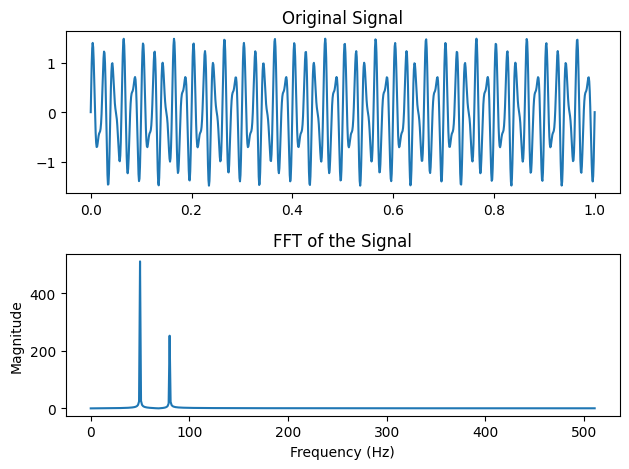 Original Signal
1
0
−1
0.0 0.2 0.4 0.6 0.8 1.0
FFT of the Signal
Magnitude
400
200
0
0 100 200 300 400 500
Frequency (Hz)